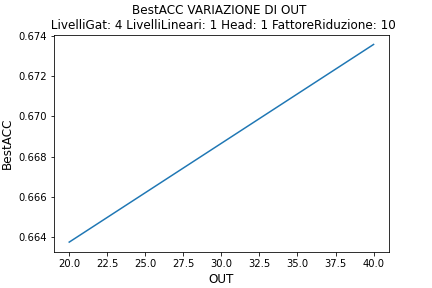 BestACC VARIAZIONE DI OUT
LivelliGat: 4 LivelliLineari: 1 Head: 1 FattoreRiduzione: 10
0.674
0.672
0.670
0.668
0.666
0.664
BestACC
20.0 22.5 25.0 27.5 30.0 32.5 35.0 37.5 40.0
OUT